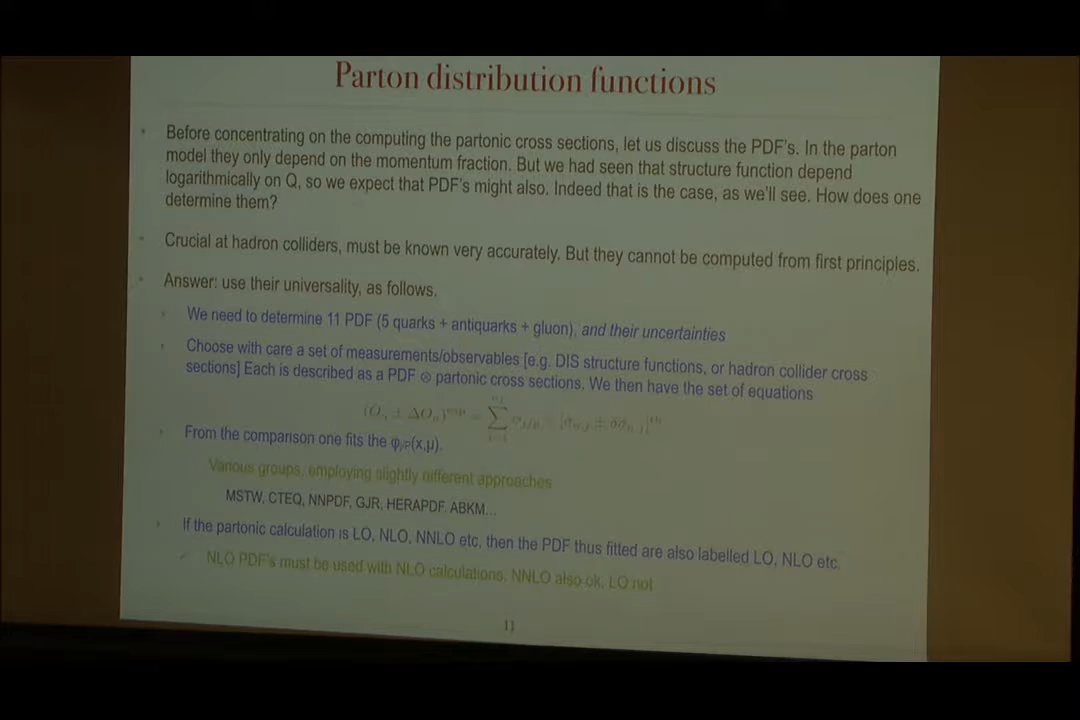 Parton distribution functions
Before concentrating on the computing the partonic cross sections, let us discuss the PDF's. In the parton
model they only depend on the momentum fraction. But we had seen that structure function depend
logarithmically on Q, so we expect that PDF's might also. Indeed that is the case, as we'll see. How does one
determine them?
Crucial at hadron colliders, must be known very accurately. But they cannot be computed from first principles.
Answer: use their universality, as follows.
We need to determine 11 PDF (5 quarks + antiquarks + gluon), and their uncertainties
Choose with care a set of measurements/observables [e.g. DIS structure functions, or hadron collider cross
sections] Each is described as a PDF ⊗ partonic cross sections. We then have the set of equations
From the comparison one fits the φi/P(x,μ).
Various groups, employing slightly different approaches
MSTW, CTEQ, NNPDF, GJR, HERAPDF, ABKM...
If the partonic calculation is LO, NLO, NNLO etc, then the PDF thus fitted are also labelled LO, NLO etc.
NLO PDF's must be used with NLO calculations, NNLO also ok, LO not
11